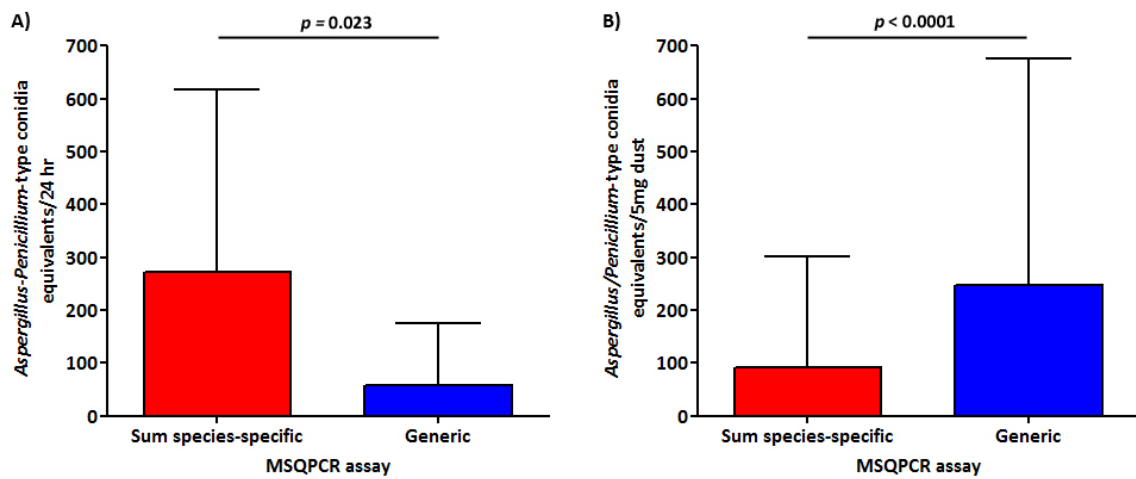 A)
p = 0.023
Aspergillus-Penicillium-type conidia
equivalents/24 hr
700
600
500
400
300
200
100
0
Sum species-specific
Generic
MSQPCR assay
B)
p < 0.0001
Aspergillus/Penicillium-type conidia
equivalents/5mg dust
700
600
500
400
300
200
100
0
Sum species-specific
Generic
MSQPCR assay